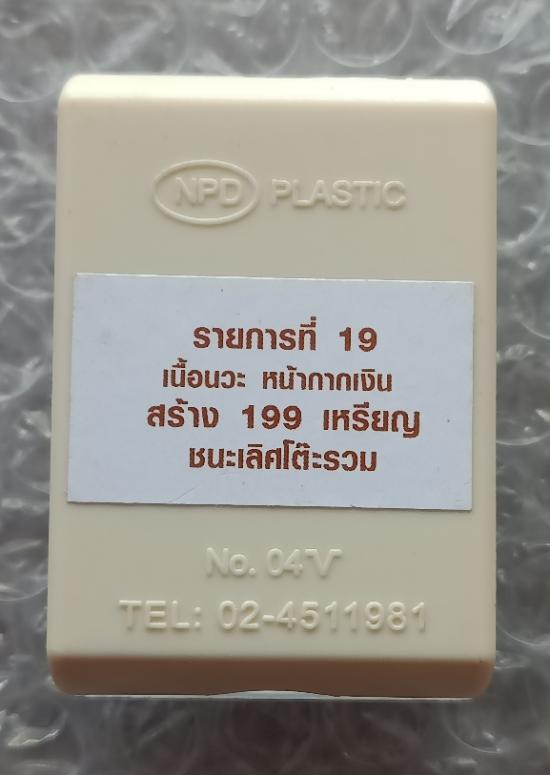 NPD PLASTIC
รายการที่ 19
เนื้อนวะ หน้ากากเงิน
สร้าง 199 เหรียญ
ชนะเลิศโต๊ะรวม
No. 04V
TEL: 02-4511981